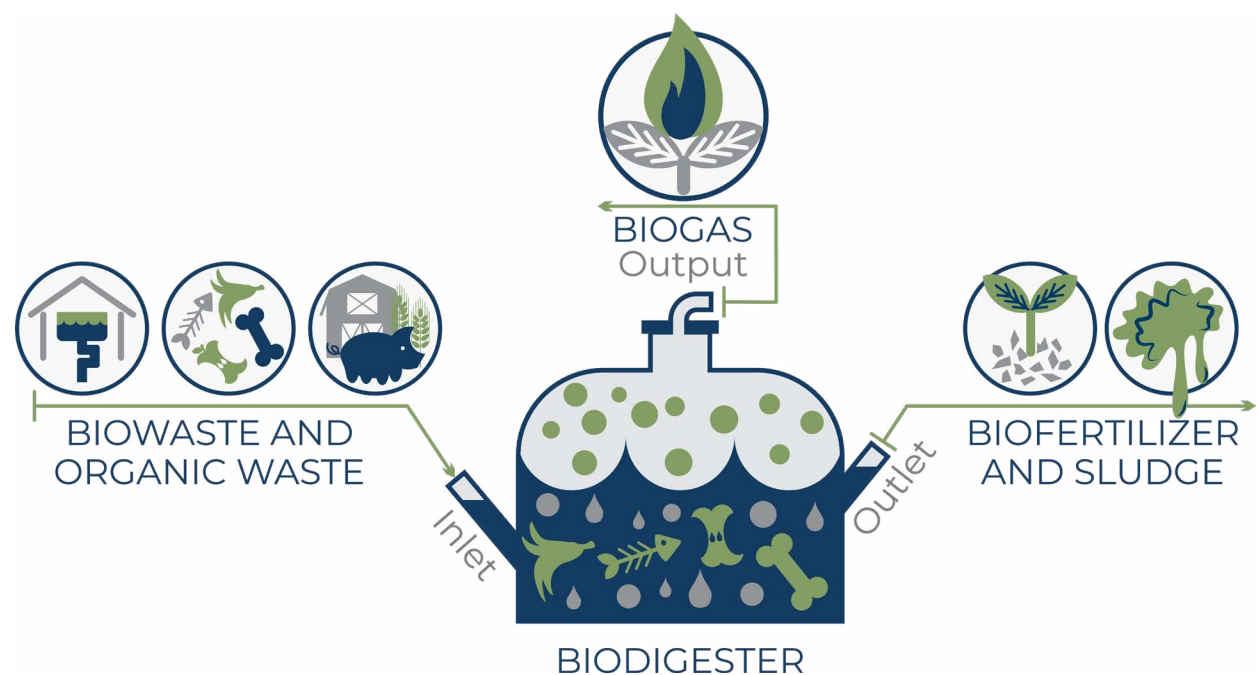 BIOGAS
Output
BIOWASTE AND
ORGANIC WASTE
Inlet
Outlet
BIOFERTILIZER
AND SLUDGE
BIODIGESTER